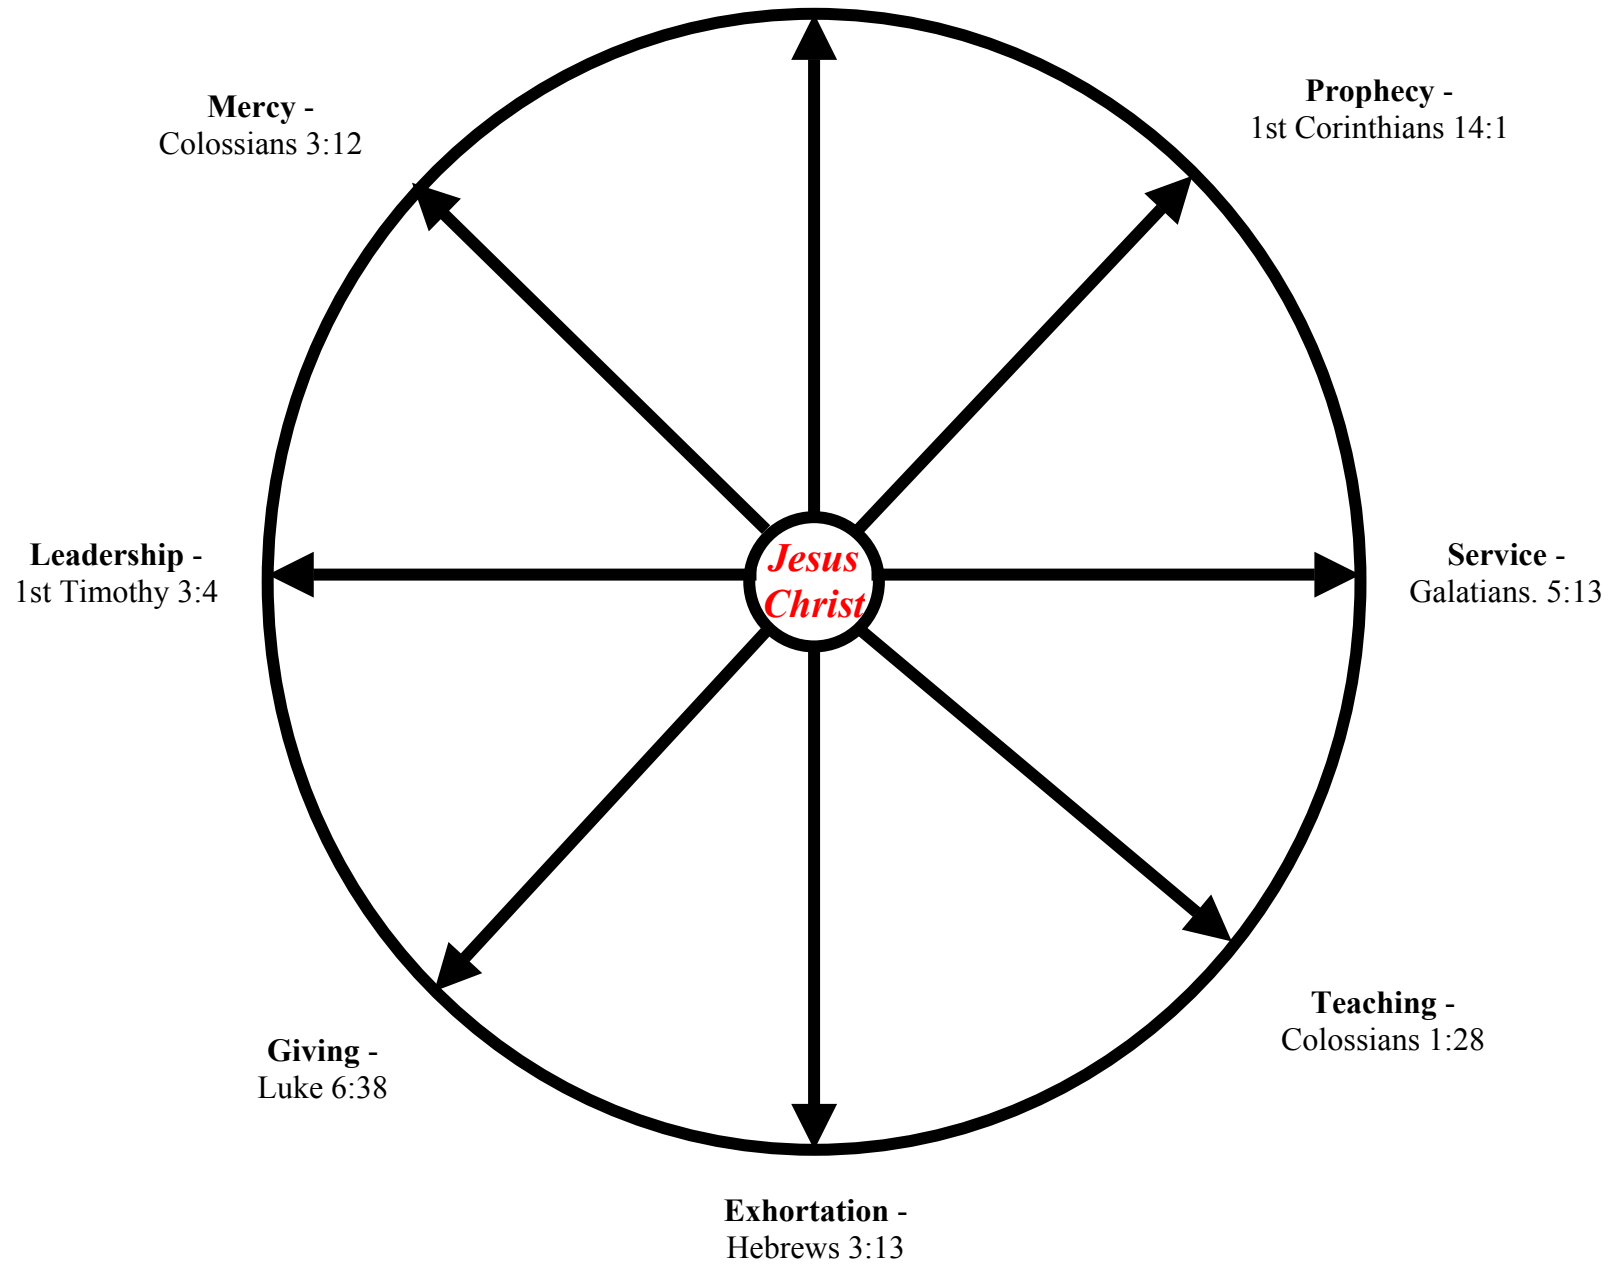 Mercy -
Colossians 3:12
Prophecy -
1st Corinthians 14:1
Leadership -
1st Timothy 3:4
Jesus
Christ
Service -
Galatians. 5:13
Giving -
Luke 6:38
Teaching -
Colossians 1:28
Exhortation -
Hebrews 3:13